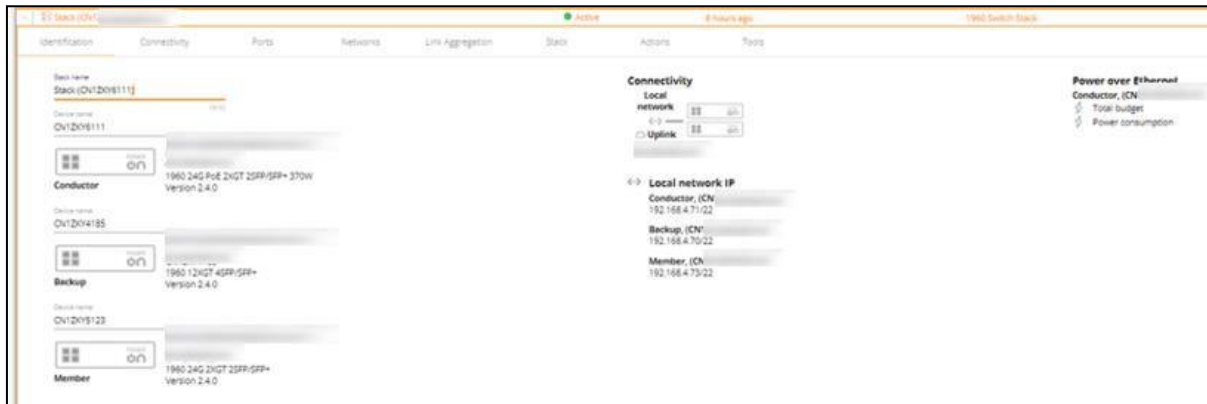 Stack (OV1Z
Active
6 hours ago
1960 Switch Stack
Identification
Connectivity
Ports
Networks
Link Aggregation
Stack
Actions
Tools
Stack name
Stack (OV1ZKY6111)
Device name
OV1ZKY6111
on
Conductor
1960 24G PoE 2XGT 2SFP/SFP+ 370W
Version 2.4.0
Device name
OV1ZKY4185
on
Backup
1960 12XGT 4SFP/SFP+
Version 2.4.0
Device name
OV1ZKY5123
on
Member
1960 24G 2XGT 2SFP/SFP+
Version 2.4.0
Connectivity
Local
network
Uplink
Local network IP
Conductor, (CN
192.168.4.71/22
Backup, (CN
192.168.4.70/22
Member, (CN
192.168.4.73/22
Power over Ethernet
Conductor, (CN
Total budget
Power consumption